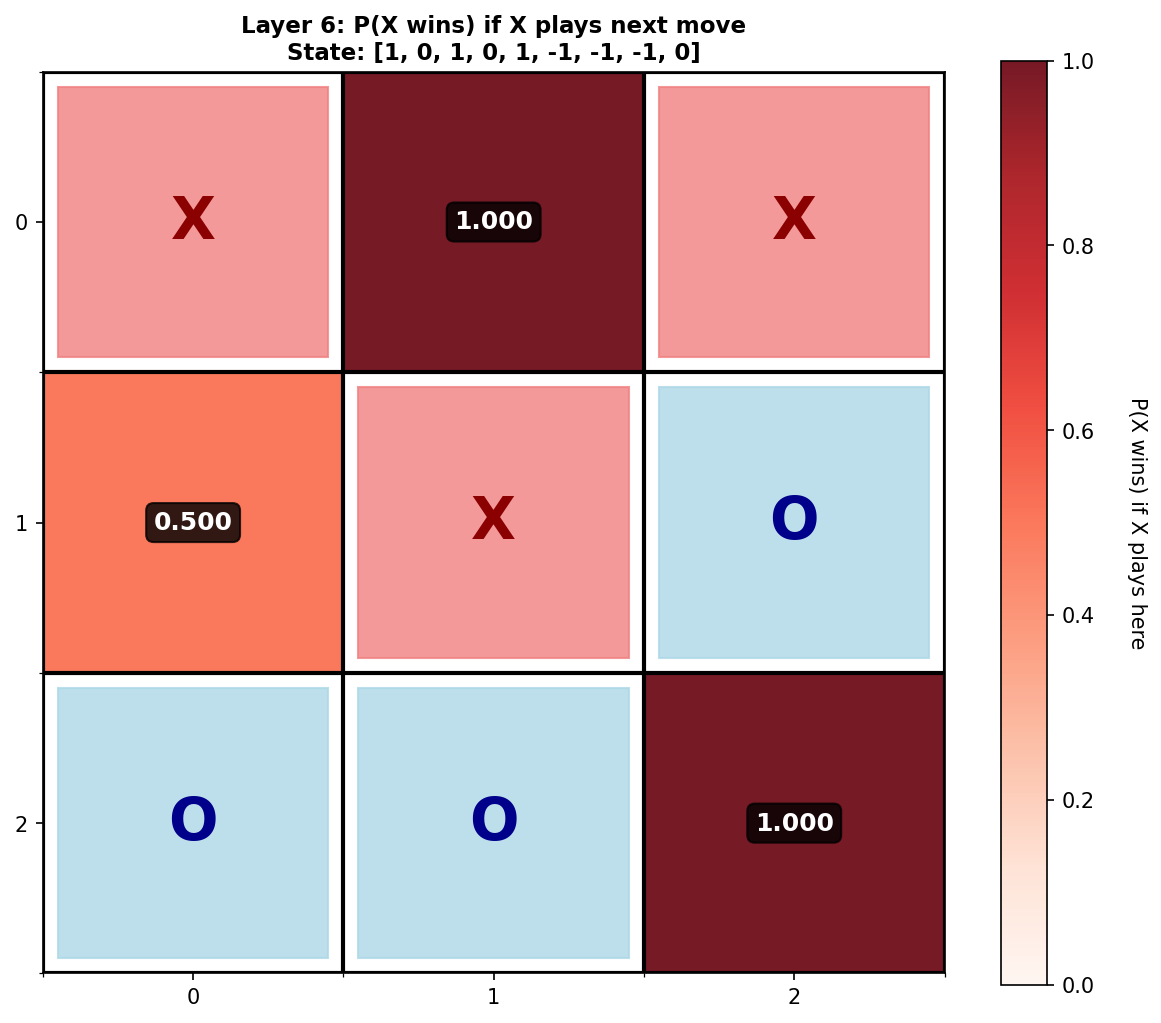 Layer 6: P(X wins) if X plays next move
State: [1, 0, 1, 0, 1, -1, -1, -1, 0]
0
X
1.000
X
1
0.500
X
O
2
O
O
1.000
0
1
2
1.0
0.8
0.6
0.4
0.2
0.0
P(X wins) if X plays here